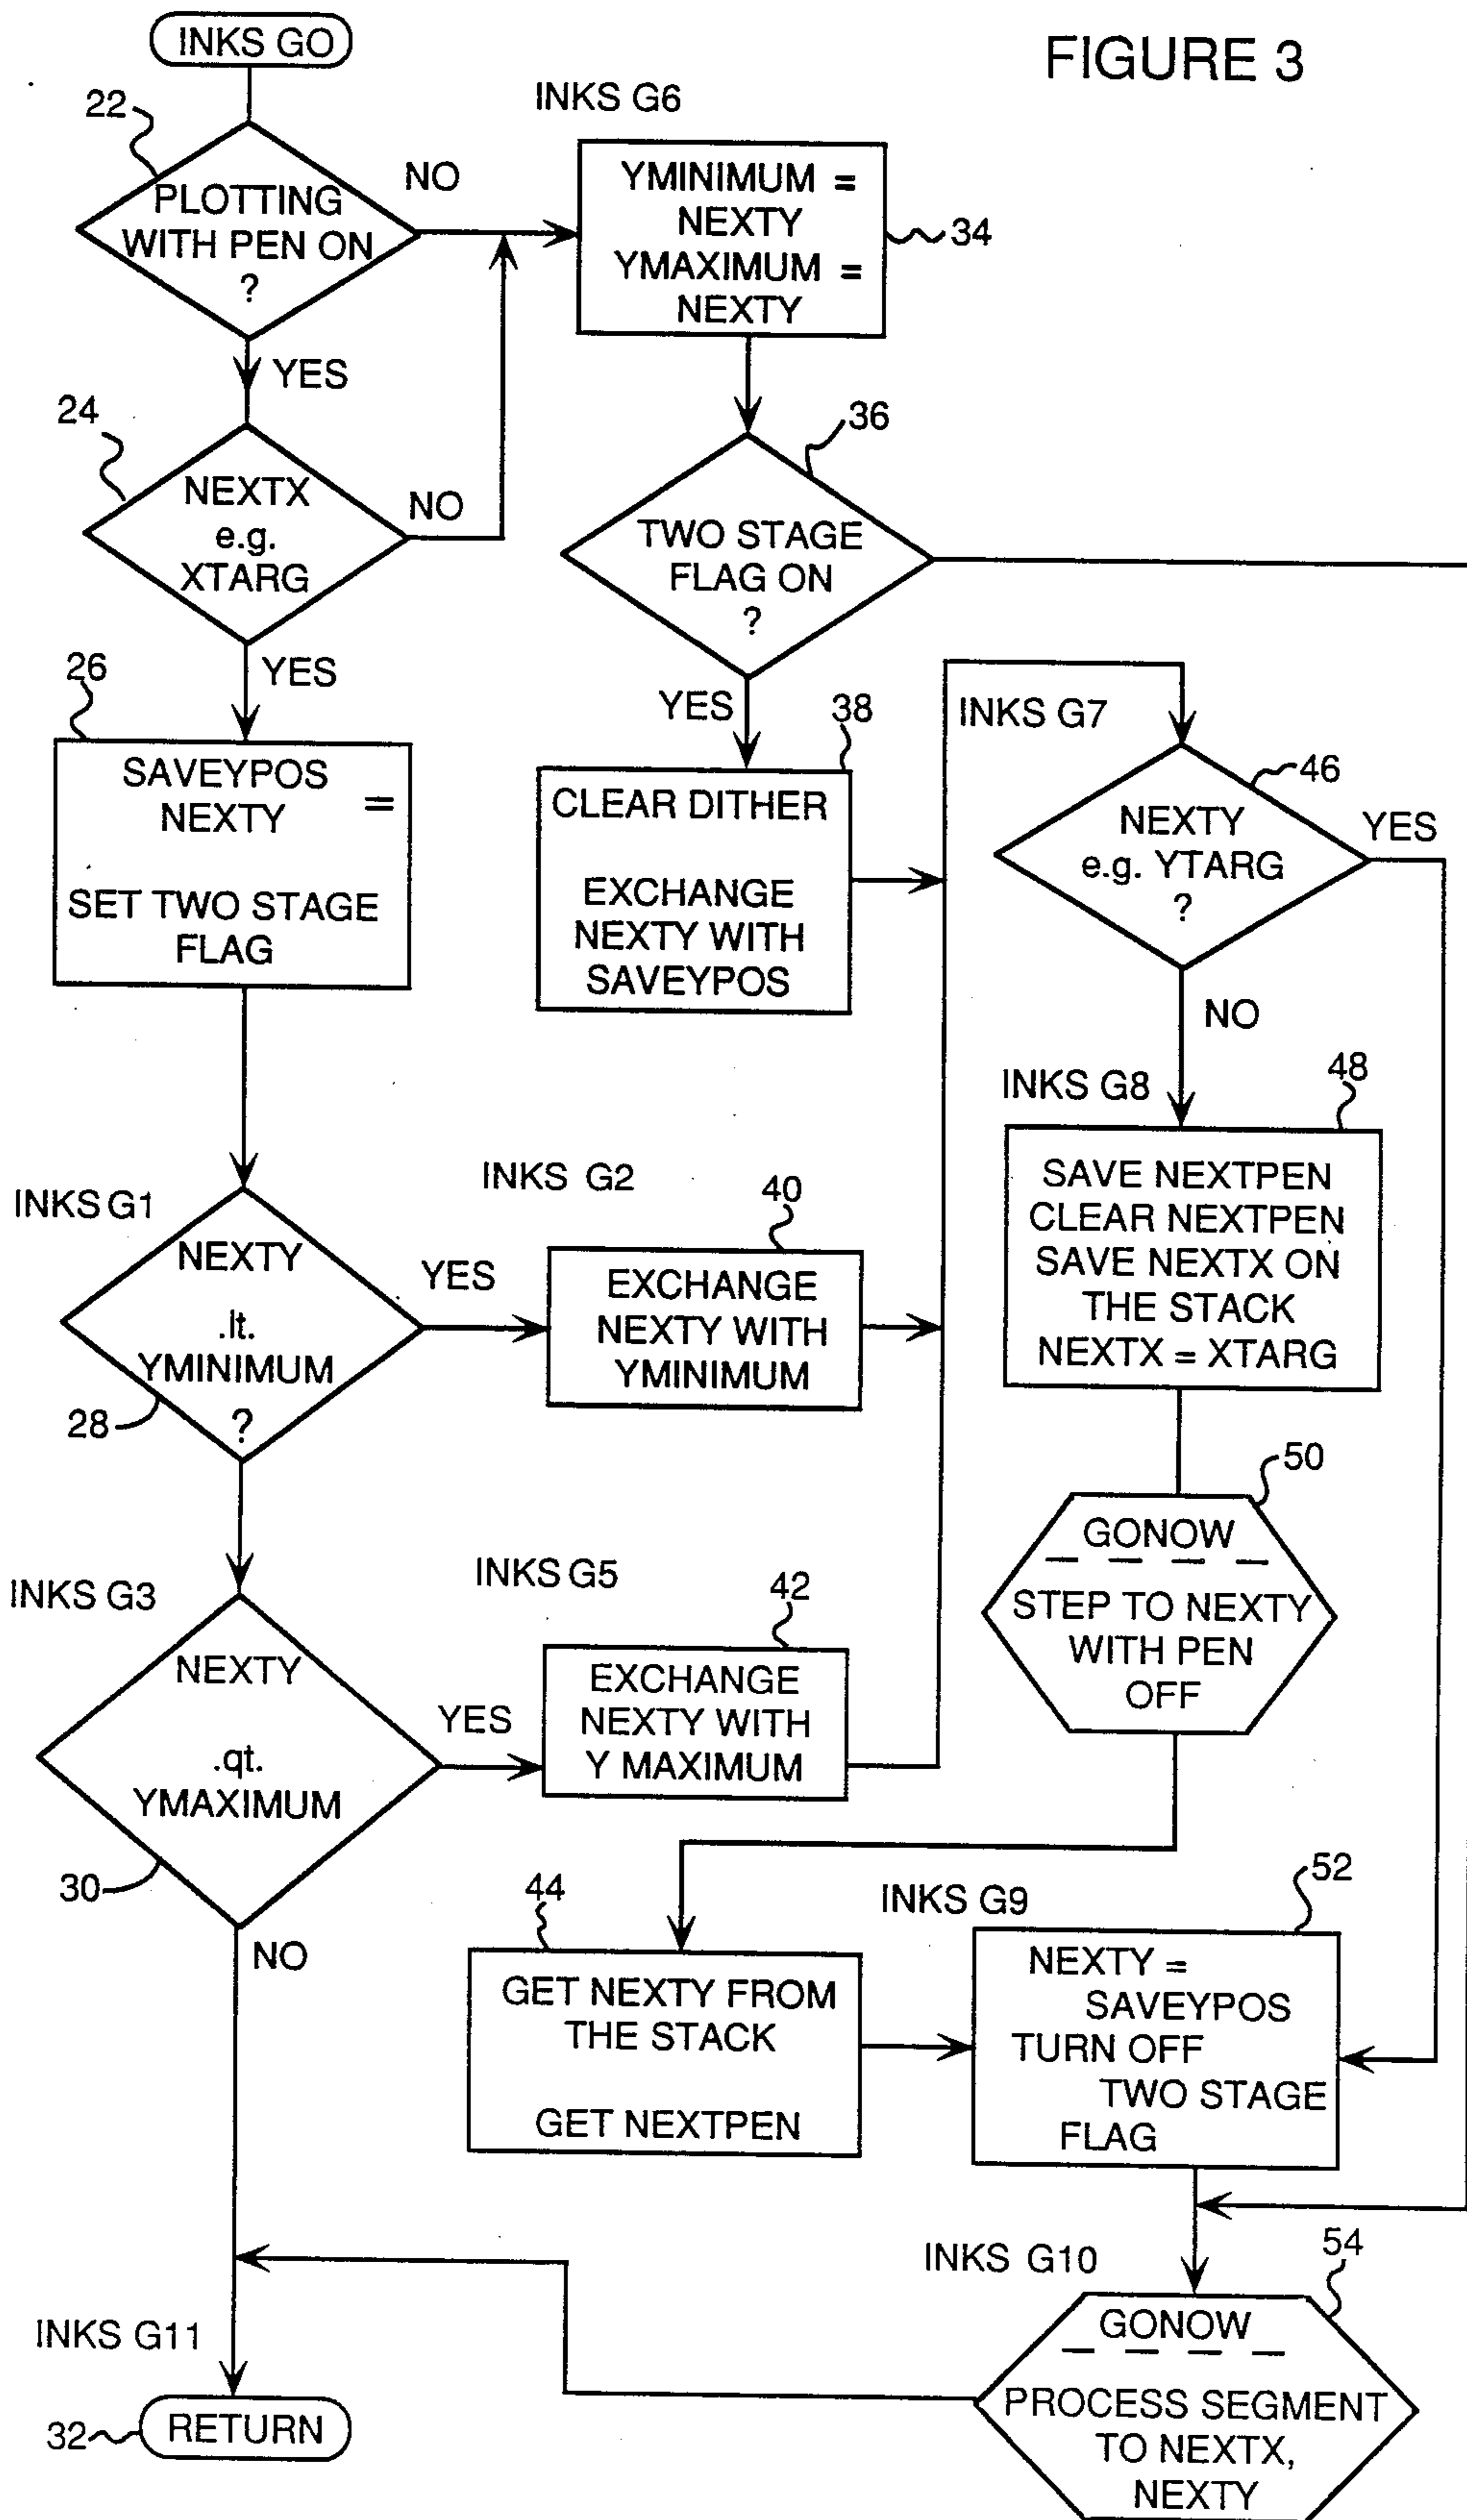 FIGURE 3
INKS GO
22
PLOTTING
WITH PEN ON
?
NO
YES
24
NEXTX
e.g.
XTARG
NO
YES
26
SAVEYPOS =
NEXTY
SET TWO STAGE
FLAG
INKS G1
NEXTY
.lt.
YMINIMUM
?
28
YES
INKS G3
NEXTY
.qt.
YMAXIMUM
30
YES
NO
INKS G11
32
RETURN
INKS G6
YMINIMUM =
NEXTY
YMAXIMUM =
NEXTY
34
36
TWO STAGE
FLAG ON
?
YES
38
CLEAR DITHER
EXCHANGE
NEXTY WITH
SAVEYPOS
INKS G2
40
EXCHANGE
NEXTY WITH
YMINIMUM
INKS G5
42
EXCHANGE
NEXTY WITH
Y MAXIMUM
INKS G7
46
NEXTY
e.g. YTARG
?
YES
NO
INKS G8
48
SAVE NEXTPEN
CLEAR NEXTPEN
SAVE NEXTX ON
THE STACK
NEXTX = XTARG
50
GONOW
STEP TO NEXTY
WITH PEN
OFF
44
GET NEXTY FROM
THE STACK
GET NEXTPEN
INKS G9
52
NEXTY =
SAVEYPOS
TURN OFF
TWO STAGE
FLAG
INKS G10
54
GONOW
PROCESS SEGMENT
TO NEXTX,
NEXTY